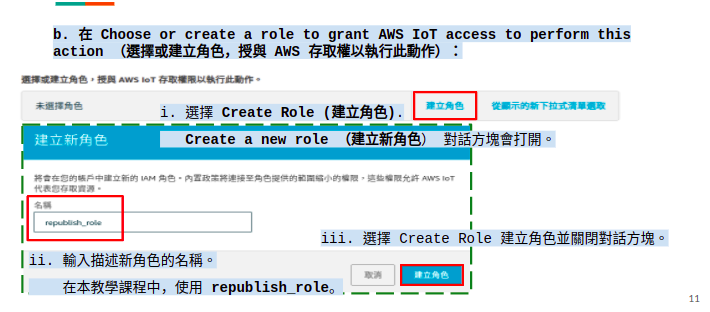 b. 在 Choose or create a role to grant AWS IoT access to perform this
action （選擇或建立角色，授與 AWS 存取權以執行此動作）：
選擇或建立角色，授與 AWS IoT 存取權限以執行此動作。
未選擇角色
i. 選擇 Create Role (建立角色).
建立角色
從顯示的新下拉式清單選取
建立新角色
Create a new role （建立新角色） 對話方塊會打開。
將會在您的帳戶中建立新的 IAM 角色。內置政策將連接至角色提供的範圍縮小的權限，這些權限允許 AWS IoT
代表您存取資源。
名稱
republish_role
iii. 選擇 Create Role 建立角色並關閉對話方塊。
ii. 輸入描述新角色的名稱。
取消
建立角色
在本教學課程中，使用 republish_role。
11